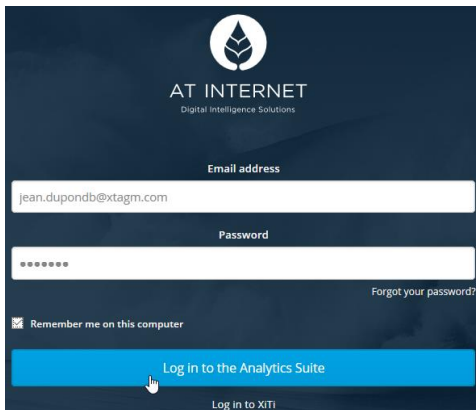 AT INTERNET
Digital Intelligence Solutions
Email address
jean.dupondb@xtagm.com
Password
•••••••
Forgot your password?
Remember me on this computer
Log in to the Analytics Suite
Log in to XiTi